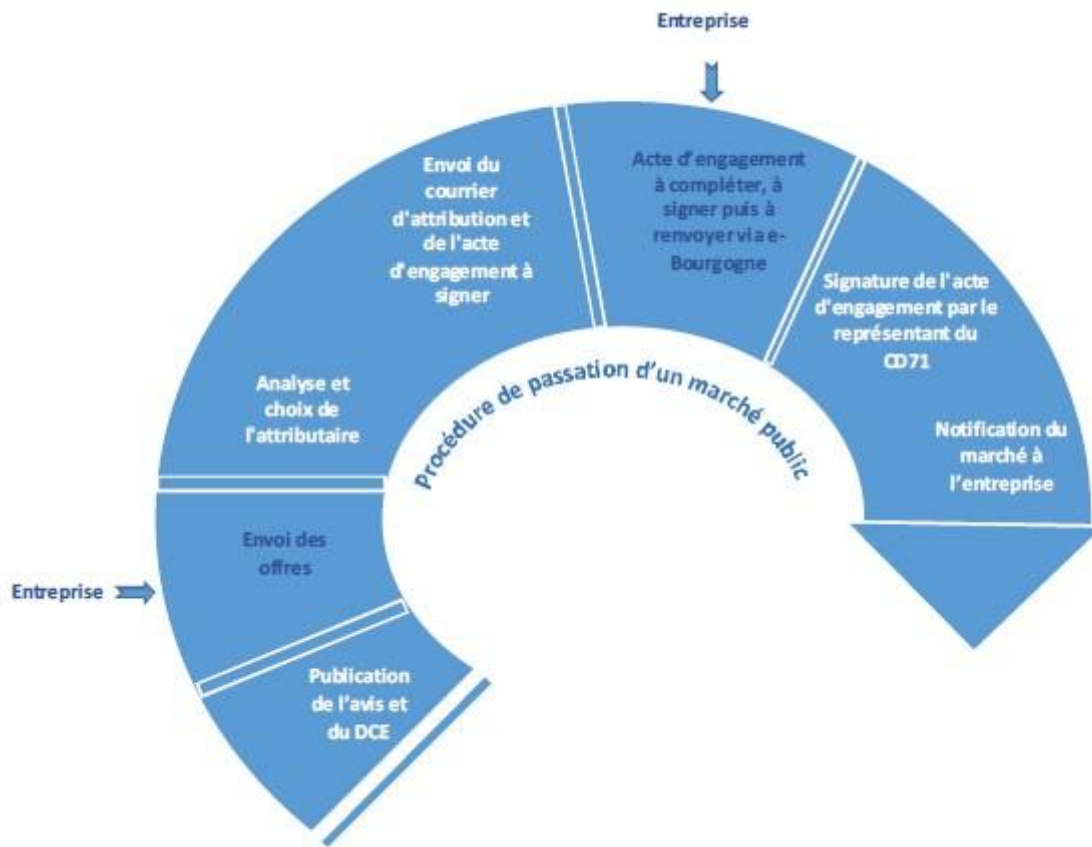 Entreprise
Envoi du
courrier
d'attribution et
de l'acte
d'engagement à
signer
Acte d'engagement
à compléter, à
signer puis à
renvoyer via e-
Bourgogne
Signature de l'acte
d'engagement par le
représentant du
CD71
Analyse et
choix de
l'attributaire
Procédure de passation d'un marché public
Notification du
marché à
l'entreprise
Envoi des
offres
Entreprise
Publication
de l'avis et
du DCE